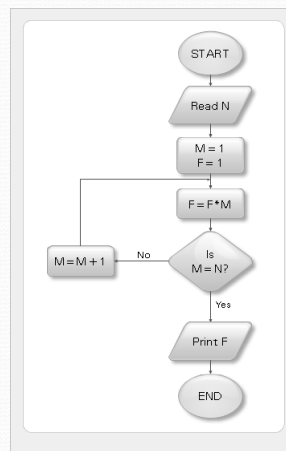 START
Read N
M = 1
F = 1
F=F*M
Is
M=N?
No
M=M+1
Yes
Print F
END